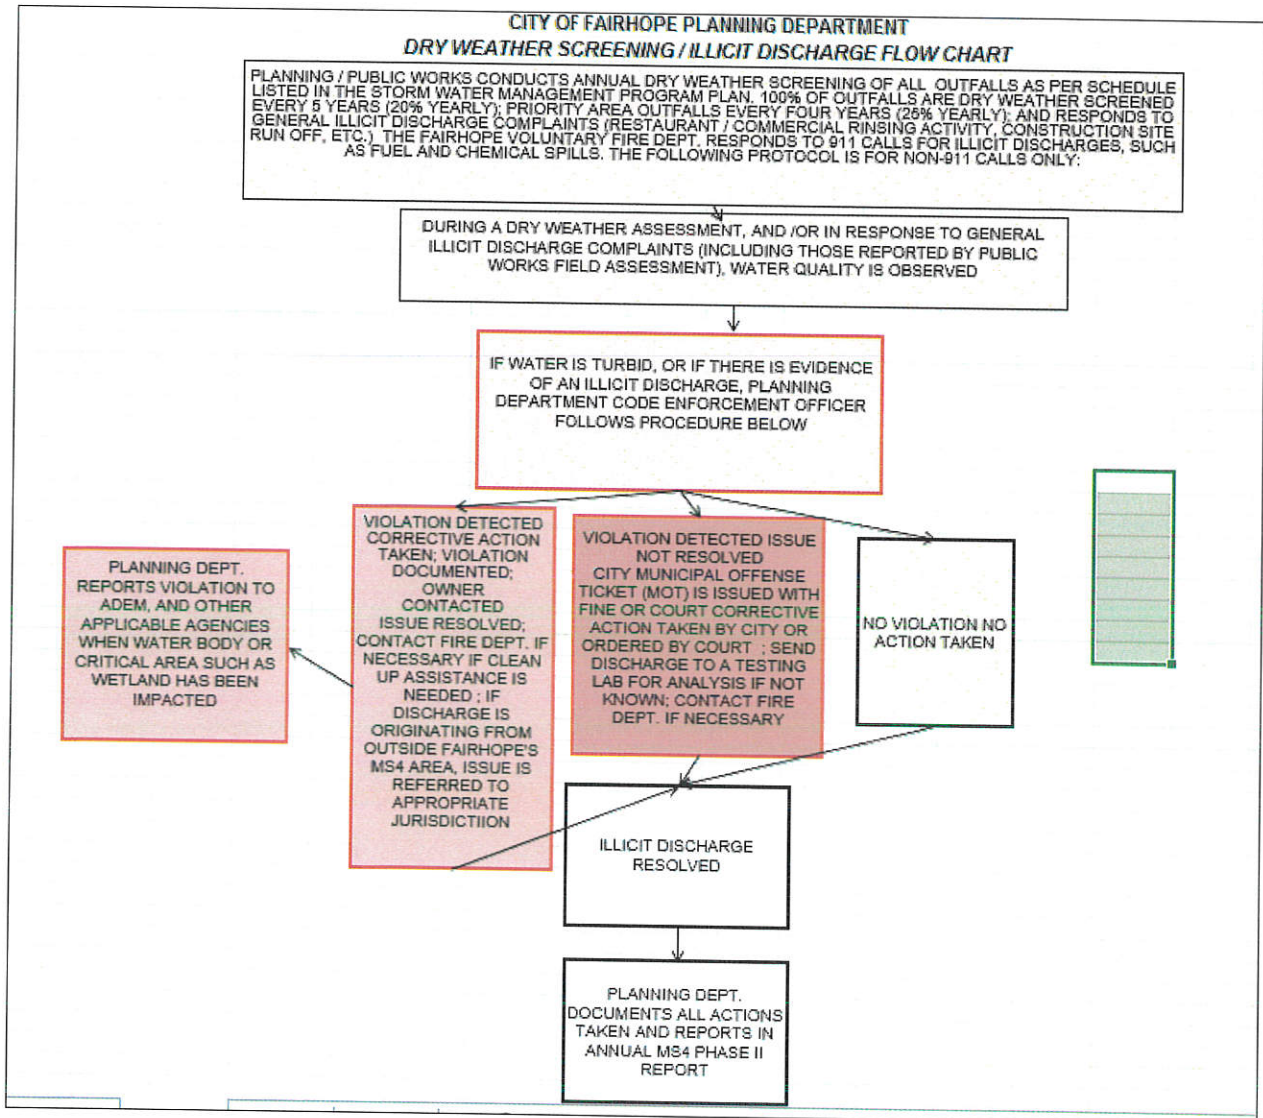 CITY OF FAIRHOPE PLANNING DEPARTMENT
DRY WEATHER SCREENING / ILLICIT DISCHARGE FLOW CHART
PLANNING / PUBLIC WORKS CONDUCTS ANNUAL DRY WEATHER SCREENING OF ALL OUTFALLS AS PER SCHEDULE
LISTED IN THE STORM WATER MANAGEMENT PROGRAM PLAN. 100% OF OUTFALLS ARE DRY WEATHER SCREENED
EVERY 5 YEARS (20% YEARLY); PRIORITY AREA OUTFALLS EVERY FOUR YEARS (25% YEARLY); AND RESPONDS TO
GENERAL ILLICIT DISCHARGE COMPLAINTS (RESTAURANT / COMMERCIAL RINSING ACTIVITY, CONSTRUCTION SITE
RUN OFF, ETC.) THE FAIRHOPE VOLUNTARY FIRE DEPT. RESPONDS TO 911 CALLS FOR ILLICIT DISCHARGES, SUCH
AS FUEL AND CHEMICAL SPILLS. THE FOLLOWING PROTOCOL IS FOR NON-911 CALLS ONLY:
DURING A DRY WEATHER ASSESSMENT, AND /OR IN RESPONSE TO GENERAL
ILLICIT DISCHARGE COMPLAINTS (INCLUDING THOSE REPORTED BY PUBLIC
WORKS FIELD ASSESSMENT), WATER QUALITY IS OBSERVED
IF WATER IS TURBID, OR IF THERE IS EVIDENCE
OF AN ILLICIT DISCHARGE, PLANNING
DEPARTMENT CODE ENFORCEMENT OFFICER
FOLLOWS PROCEDURE BELOW
PLANNING DEPT.
REPORTS VIOLATION TO
ADEM, AND OTHER
APPLICABLE AGENCIES
WHEN WATER BODY OR
CRITICAL AREA SUCH AS
WETLAND HAS BEEN
IMPACTED
VIOLATION DETECTED
CORRECTIVE ACTION
TAKEN; VIOLATION
DOCUMENTED;
OWNER
CONTACTED
ISSUE RESOLVED;
CONTACT FIRE DEPT. IF
NECESSARY IF CLEAN
UP ASSISTANCE IS
NEEDED ; IF
DISCHARGE IS
ORIGINATING FROM
OUTSIDE FAIRHOPE'S
MS4 AREA, ISSUE IS
REFERRED TO
APPROPRIATE
JURISDICTIION
VIOLATION DETECTED ISSUE
NOT RESOLVED
CITY MUNICIPAL OFFENSE
TICKET (MOT) IS ISSUED WITH
FINE OR COURT CORRECTIVE
ACTION TAKEN BY CITY OR
ORDERED BY COURT ; SEND
DISCHARGE TO A TESTING
LAB FOR ANALYSIS IF NOT
KNOWN; CONTACT FIRE
DEPT. IF NECESSARY
NO VIOLATION NO
ACTION TAKEN
ILLICIT DISCHARGE
RESOLVED
PLANNING DEPT.
DOCUMENTS ALL ACTIONS
TAKEN AND REPORTS IN
ANNUAL MS4 PHASE II
REPORT